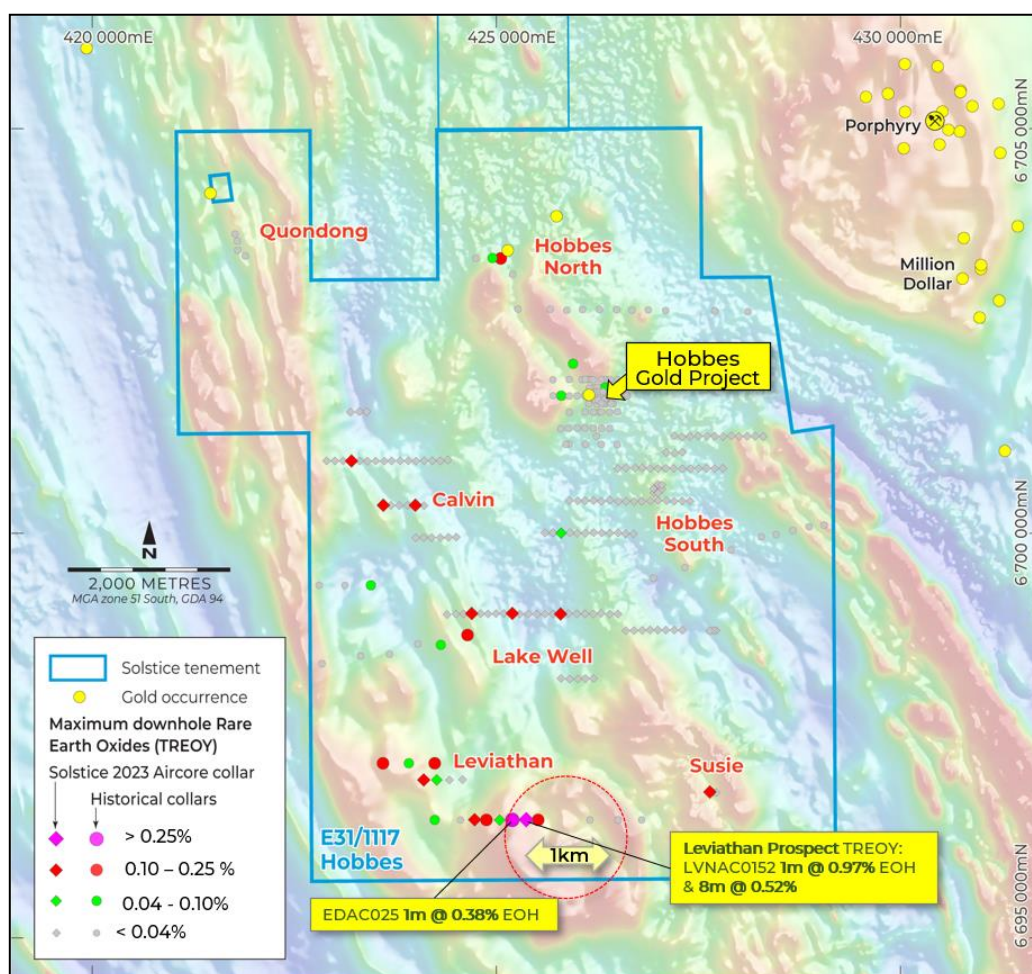 420 000mE
425 000mE
430 000mE
6 705 000mN
Porphyry
Quondong
Hobbes
North
Million
Dollar
Hobbes
Gold Project
Calvin
Hobbes
South
N
2,000 METRES
MGA zone 51 South, GDA 94
6 700 000mN
Lake Well
Solstice tenement
Gold occurrence
Maximum downhole Rare
Earth Oxides (TREOY)
Solstice 2023 Aircore collar
Historical collars
> 0.25%
0.10 – 0.25 %
0.04 - 0.10%
< 0.04%
Leviathan
Susie
E31/1117
Hobbes
1km
Leviathan Prospect TREOY:
LVNAC0152 1m @ 0.97% EOH
& 8m @ 0.52%
EDAC025 1m @ 0.38% EOH
6 695 000mN